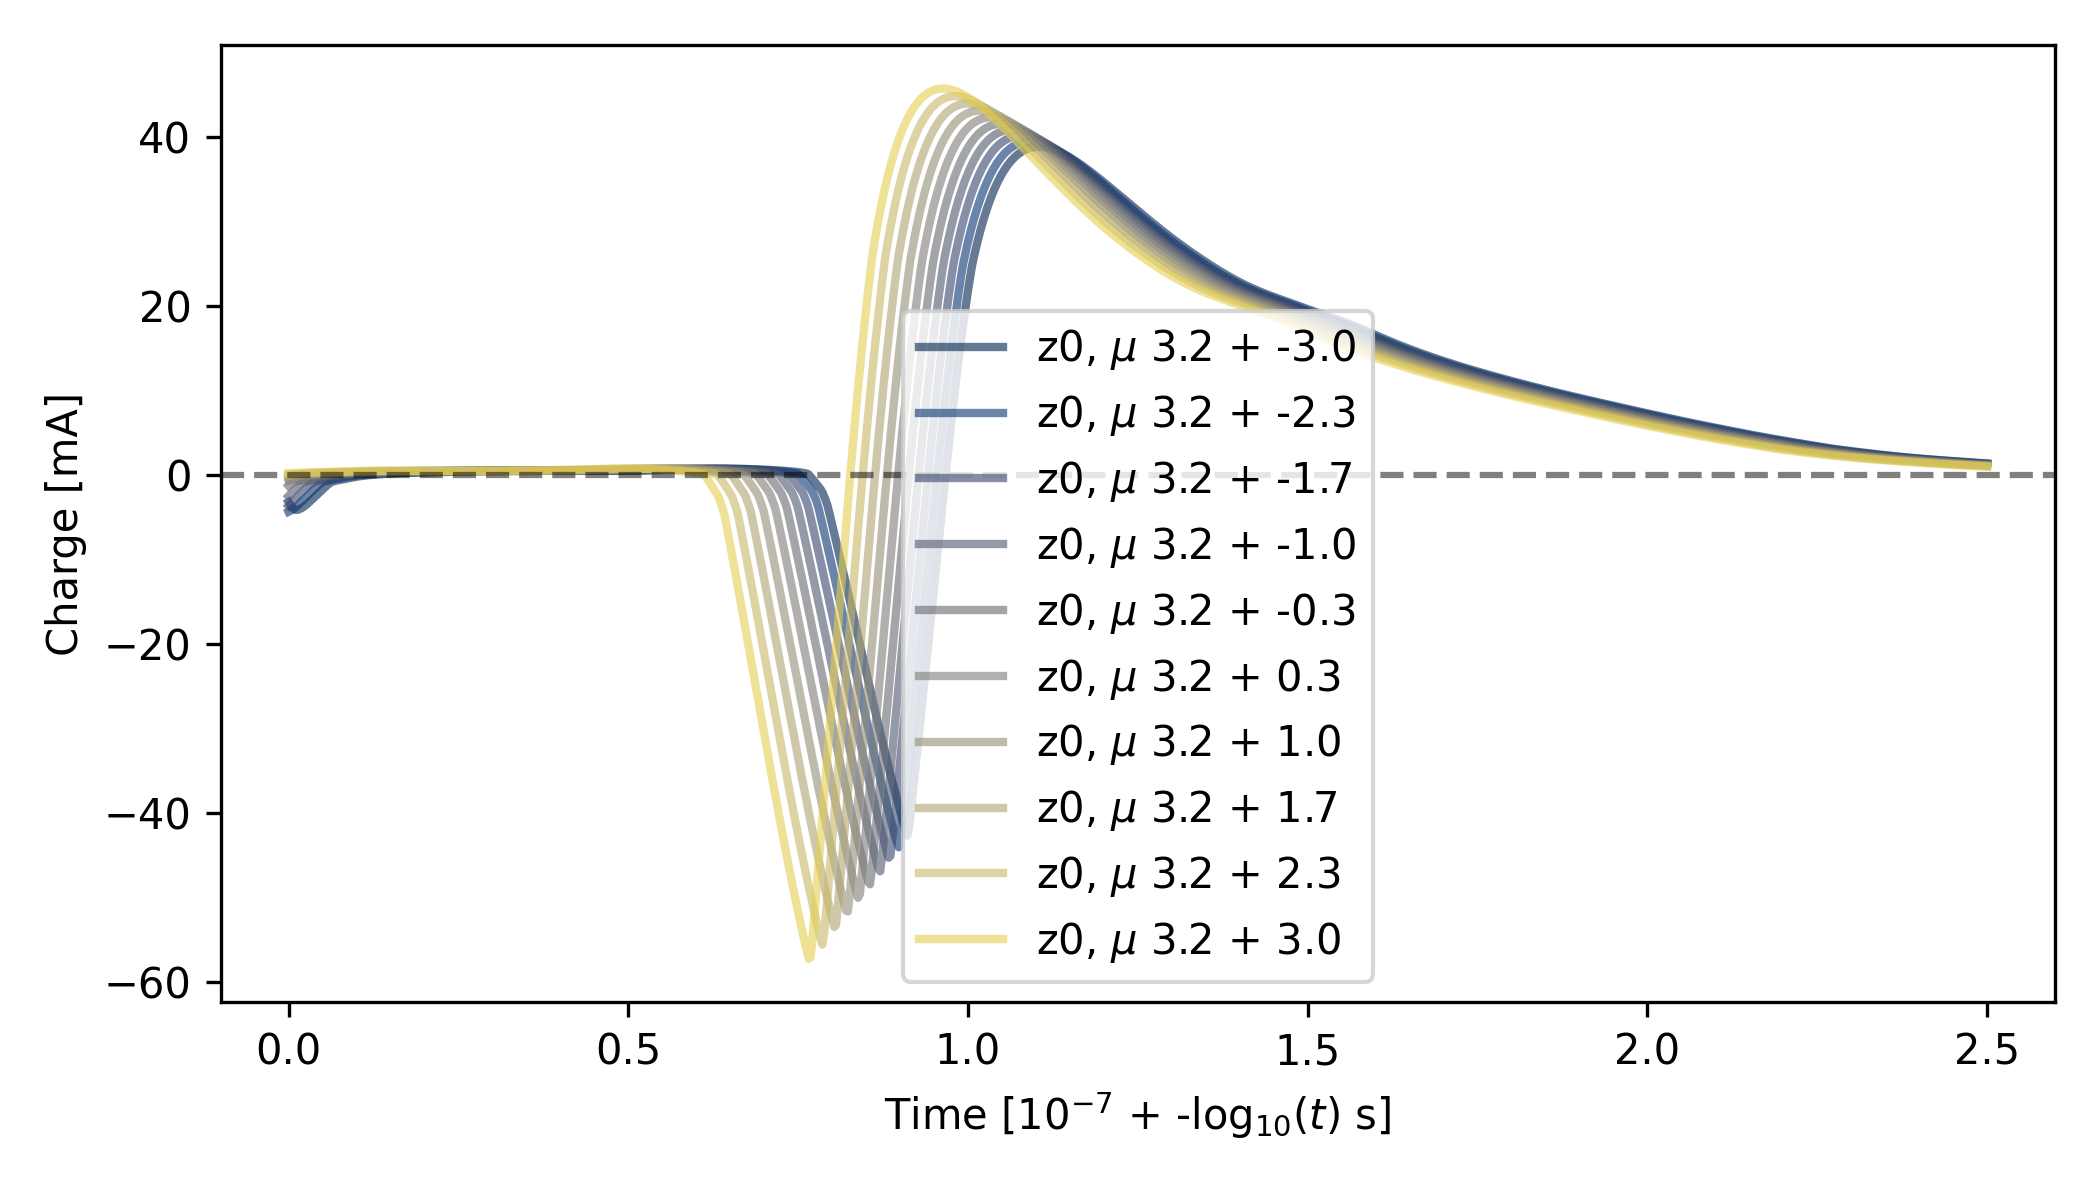 40
20
0
−20
−40
−60
Charge [mA]
z0, μ 3.2 + -3.0
z0, μ 3.2 + -2.3
z0, μ 3.2 + -1.7
z0, μ 3.2 + -1.0
z0, μ 3.2 + -0.3
z0, μ 3.2 + 0.3
z0, μ 3.2 + 1.0
z0, μ 3.2 + 1.7
z0, μ 3.2 + 2.3
z0, μ 3.2 + 3.0
0.0 0.5 1.0 1.5 2.0 2.5
Time [10⁻⁷ + -log₁₀(t) s]